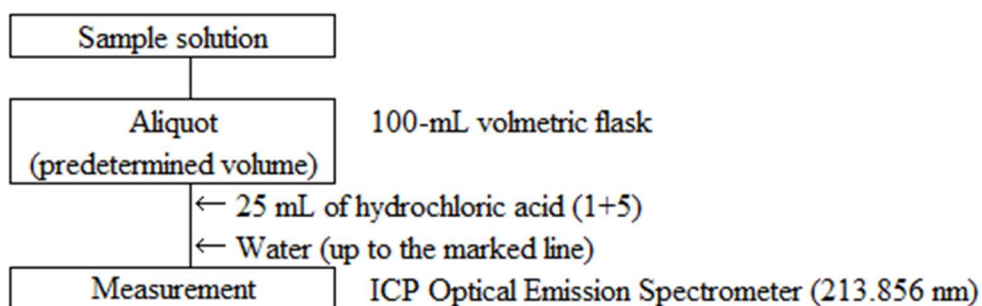 Sample solution
Aliquot
(predetermined volume)
100-mL volmetric flask
← 25 mL of hydrochloric acid (1+5)
← Water (up to the marked line)
Measurement
ICP Optical Emission Spectrometer (213.856 nm)